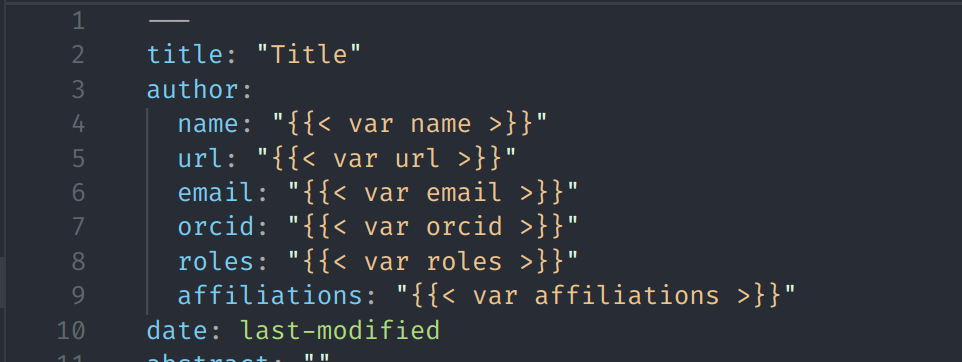 1 ---
2 title: "Title"
3 author:
4   name: "{{< var name >}}"
5   url: "{{< var url >}}"
6   email: "{{< var email >}}"
7   orcid: "{{< var orcid >}}"
8   roles: "{{< var roles >}}"
9   affiliations: "{{< var affiliations >}}"
10 date: last-modified
11 abstract: ""